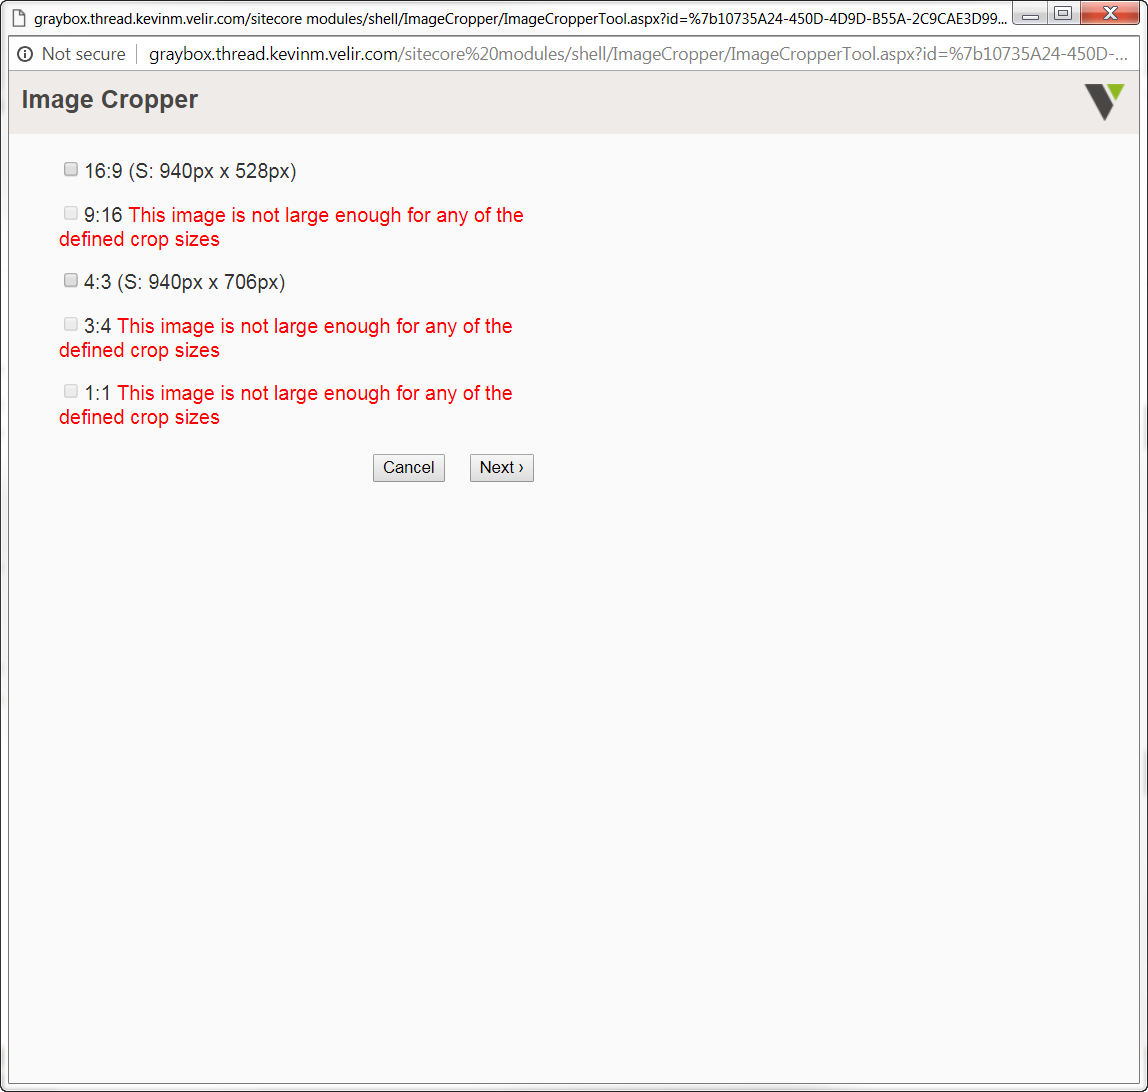 graybox.thread.kevinm.velir.com/sitecore modules/shell/ImageCropper/ImageCropperTool.aspx?id=%7b10735A24-450D-4D9D-B55A-2C9CAE3D99...
Not secure graybox.thread.kevinm.velir.com/sitecore%20modules/shell/ImageCropper/ImageCropperTool.aspx?id=%7b10735A24-450D-...
Image Cropper
16:9 (S: 940px x 528px)
9:16 This image is not large enough for any of the
defined crop sizes
4:3 (S: 940px x 706px)
3:4 This image is not large enough for any of the
defined crop sizes
1:1 This image is not large enough for any of the
defined crop sizes
Cancel Next ›